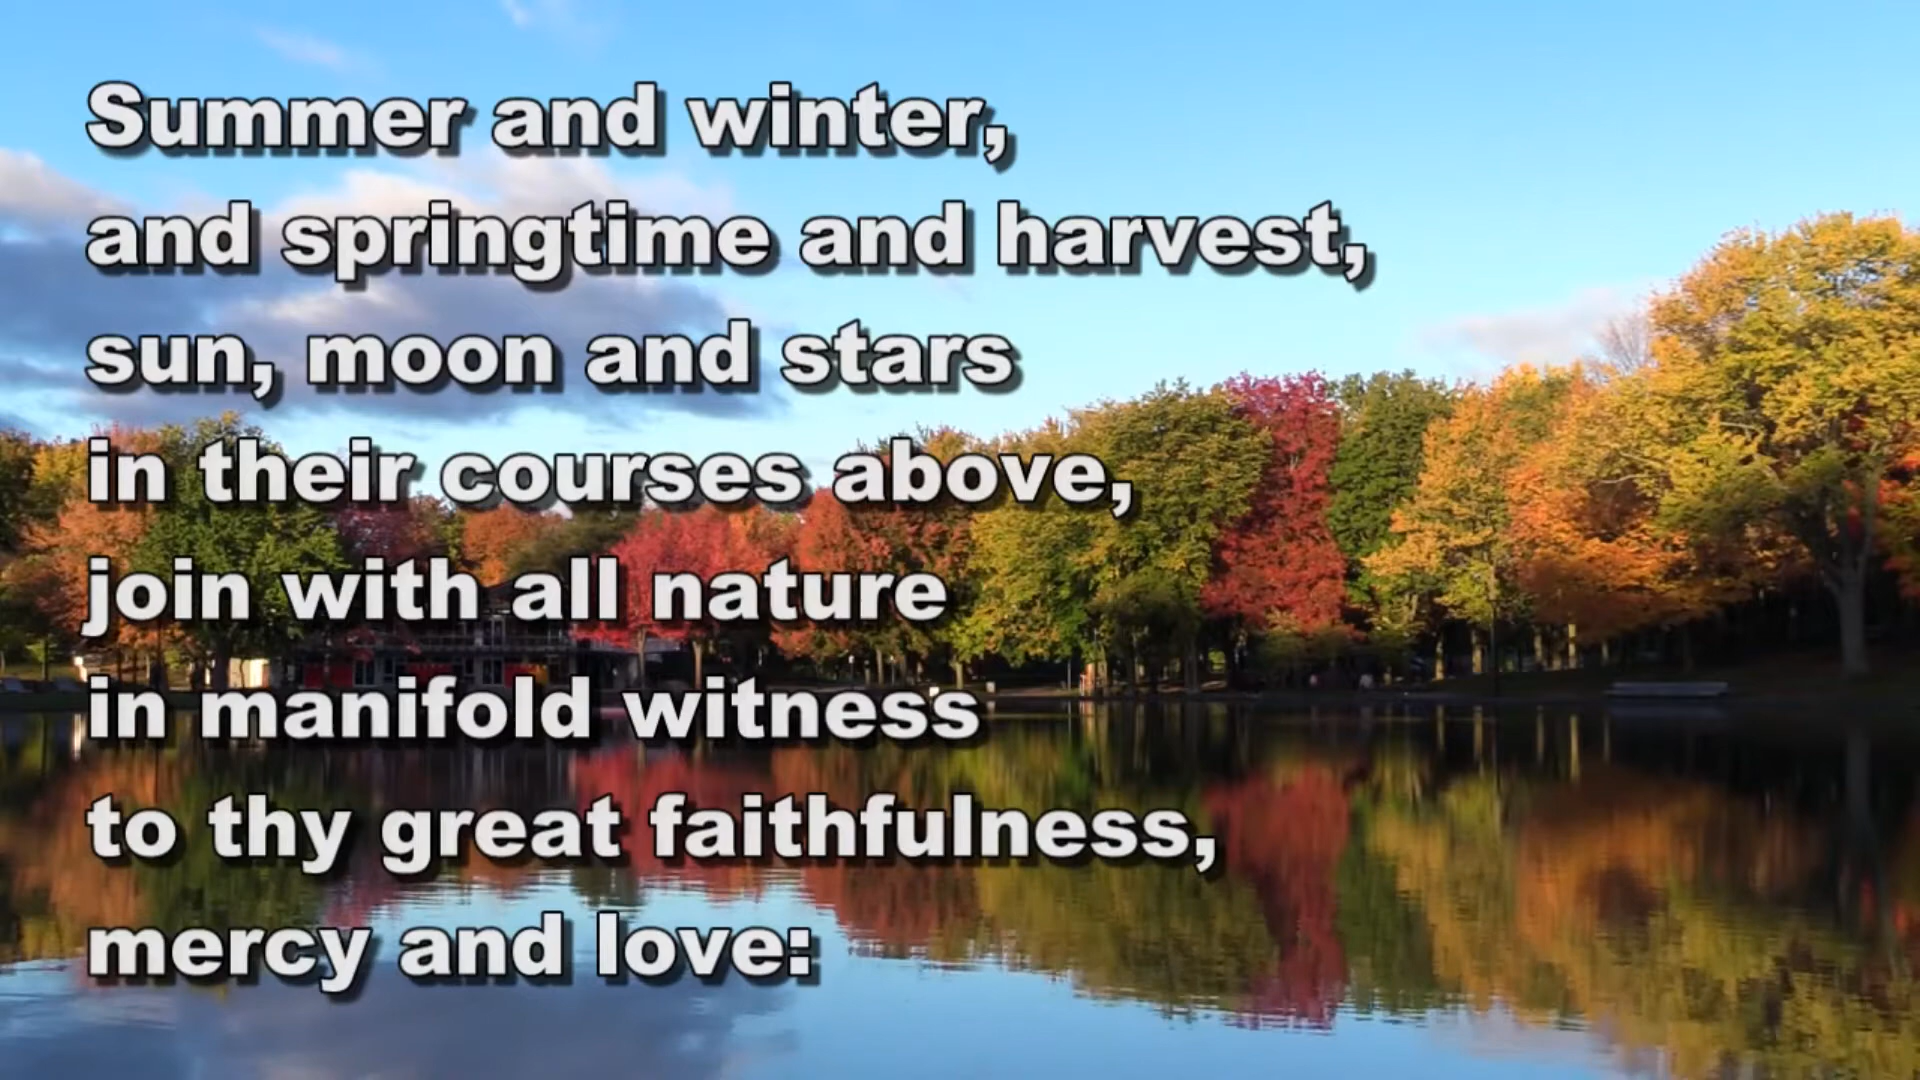 Summer and winter,
and springtime and harvest,
sun, moon and stars
in their courses above,
join with all nature
in manifold witness
to thy great faithfulness,
mercy and love: